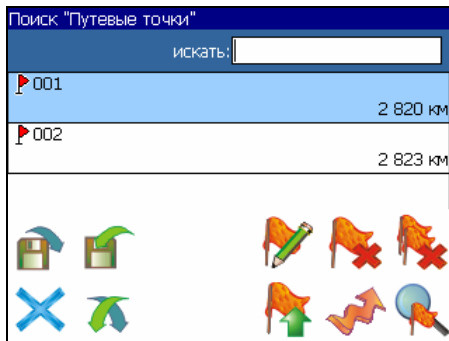 Поиск "Путевые точки"
искать:
001
2 820 км
002
2 823 км